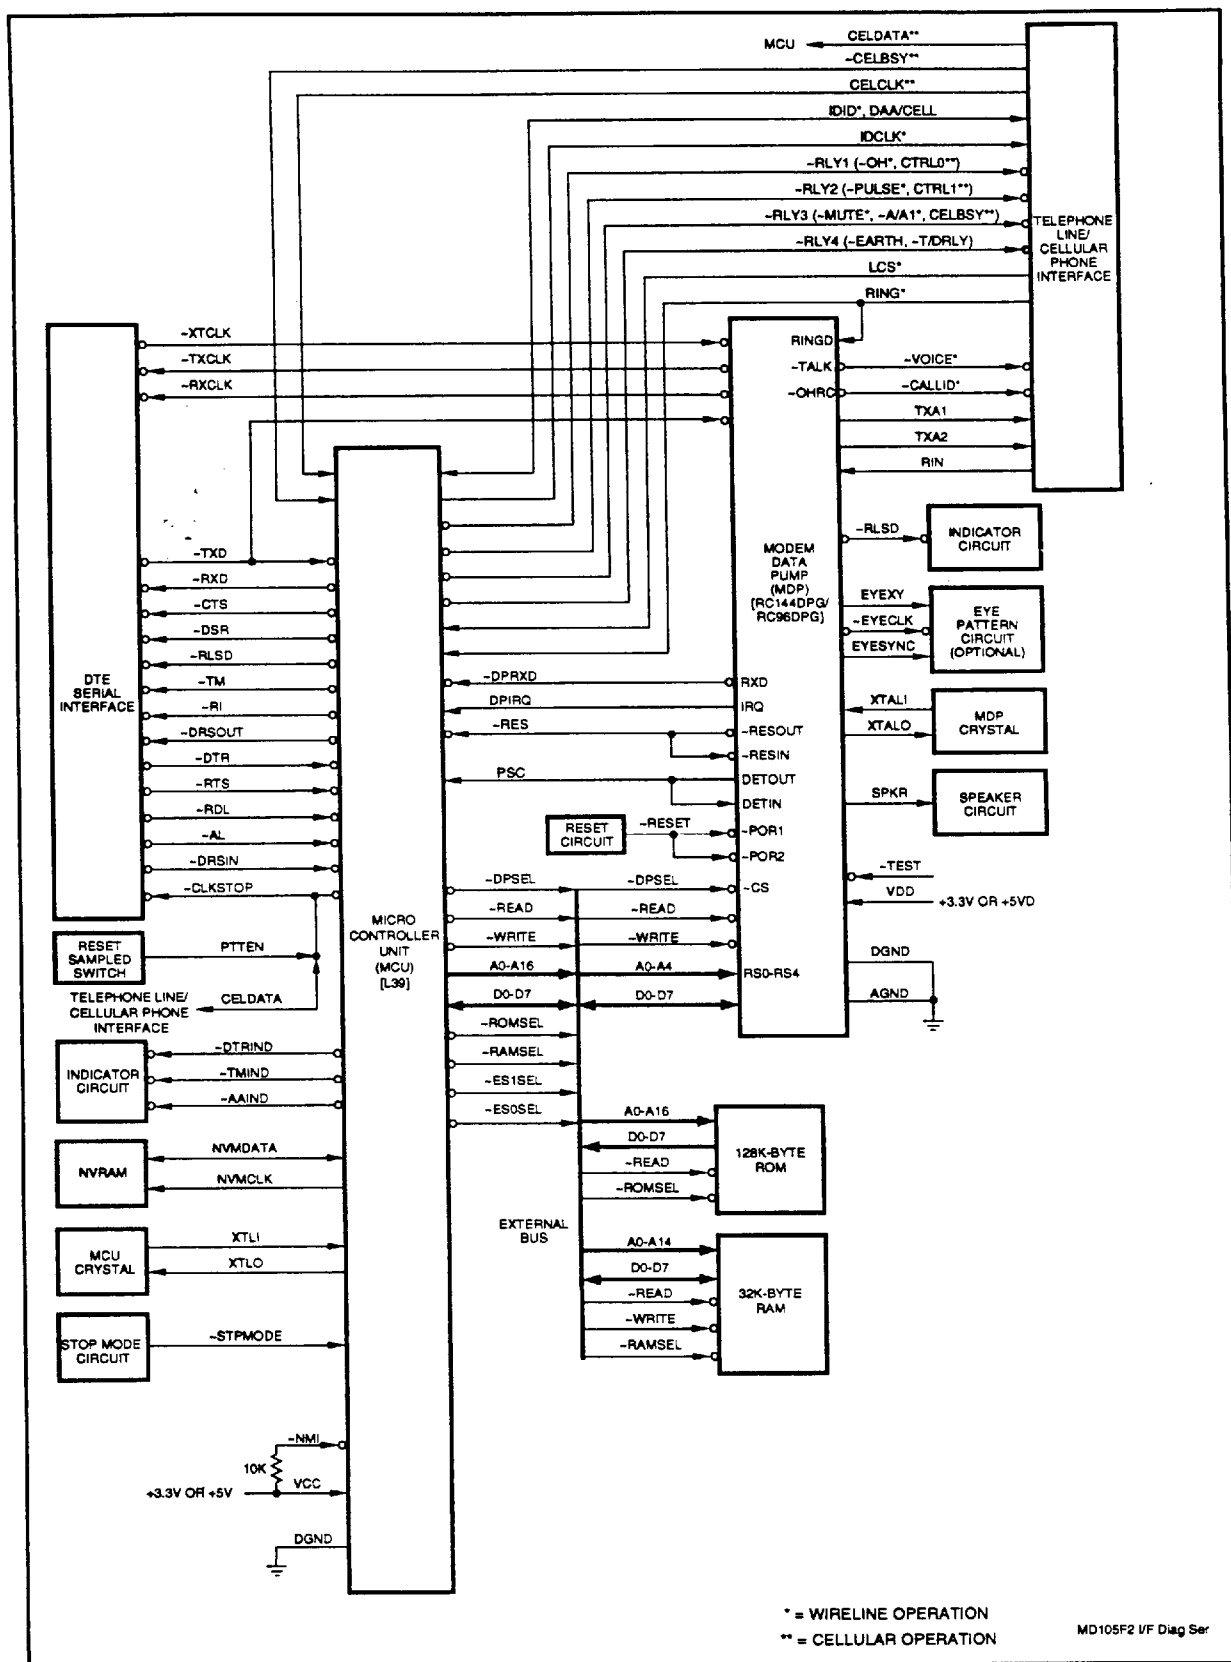 MCU
CELDATA**
~CELBSY**
CELCLK**
IDID*, DAA/CELL
IDCLK*
~RLY1 (~OH*, CTRL0**)
~RLY2 (~PULSE*, CTRL1**)
~RLY3 (~MUTE*, ~A/A1*, CELBSY**)
~RLY4 (~EARTH, ~T/DRLY)
LCS*
RING*
TELEPHONE
LINE/
CELLULAR
PHONE
INTERFACE
~XTCLK
~TXCLK
~RXCLK
RINGD
~TALK
~VOICE*
~OHRC
~CALLID*
TXA1
TXA2
RIN
~TXD
~RXD
~CTS
~DSR
~RLSD
~TM
~RI
~DRSOUT
~DTR
~RTS
~RDL
~AL
~DRSIN
~CLKSTOP
DTE
SERIAL
INTERFACE
MODEM
DATA
PUMP
(MDP)
[RC144DPG/
RC96DPG]
~RLSD
INDICATOR
CIRCUIT
EYEXY
~EYECLK
EYESYNC
EYE
PATTERN
CIRCUIT
(OPTIONAL)
XTALI
XTALO
MDP
CRYSTAL
SPKR
SPEAKER
CIRCUIT
~DPRXD
RXD
DPIRQ
IRQ
~RES
~RESOUT
~RESIN
PSC
DETOUT
DETIN
RESET
CIRCUIT
~RESET
~POR1
~POR2
~TEST
VDD
+3.3V OR +5VD
DGND
AGND
~DPSEL
~DPSEL
~CS
~READ
~READ
~WRITE
~WRITE
A0-A16
A0-A4
RS0-RS4
D0-D7
D0-D7
~ROMSEL
~RAMSEL
~ES1SEL
~ES0SEL
MICRO
CONTROLLER
UNIT
(MCU)
[L39]
RESET
SAMPLED
SWITCH
PTTEN
TELEPHONE LINE/
CELLULAR PHONE
INTERFACE
CELDATA
INDICATOR
CIRCUIT
~DTRIND
~TMIND
~AAIND
NVRAM
NVMDATA
NVMCLK
MCU
CRYSTAL
XTLI
XTLO
STOP MODE
CIRCUIT
~STPMODE
A0-A16
D0-D7
~READ
~ROMSEL
128K-BYTE
ROM
EXTERNAL
BUS
A0-A14
D0-D7
~READ
~WRITE
~RAMSEL
32K-BYTE
RAM
~NMI
10K
+3.3V OR +5V
VCC
DGND
* = WIRELINE OPERATION
** = CELLULAR OPERATION
MD105F2 I/F Diag Ser